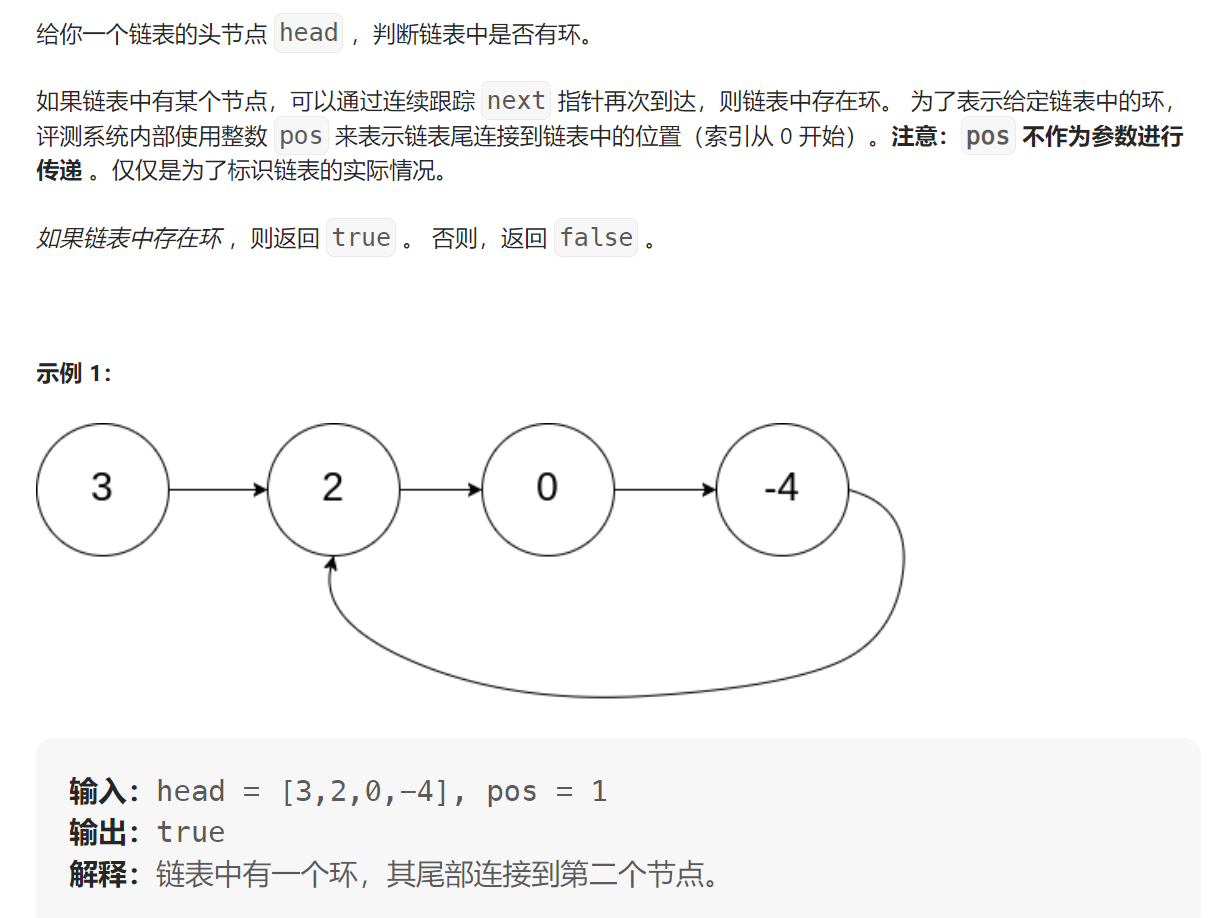 给你一个链表的头节点 head ，判断链表中是否有环。
如果链表中有某个节点，可以通过连续跟踪 next 指针再次到达，则链表中存在环。 为了表示给定链表中的环，
评测系统内部使用整数 pos 来表示链表尾连接到链表中的位置（索引从 0 开始）。注意：pos 不作为参数进行
传递 。仅仅是为了标识链表的实际情况。
如果链表中存在环 ，则返回 true 。 否则，返回 false 。
示例 1：
3 2 0 -4
输入：head = [3,2,0,-4], pos = 1
输出：true
解释：链表中有一个环，其尾部连接到第二个节点。